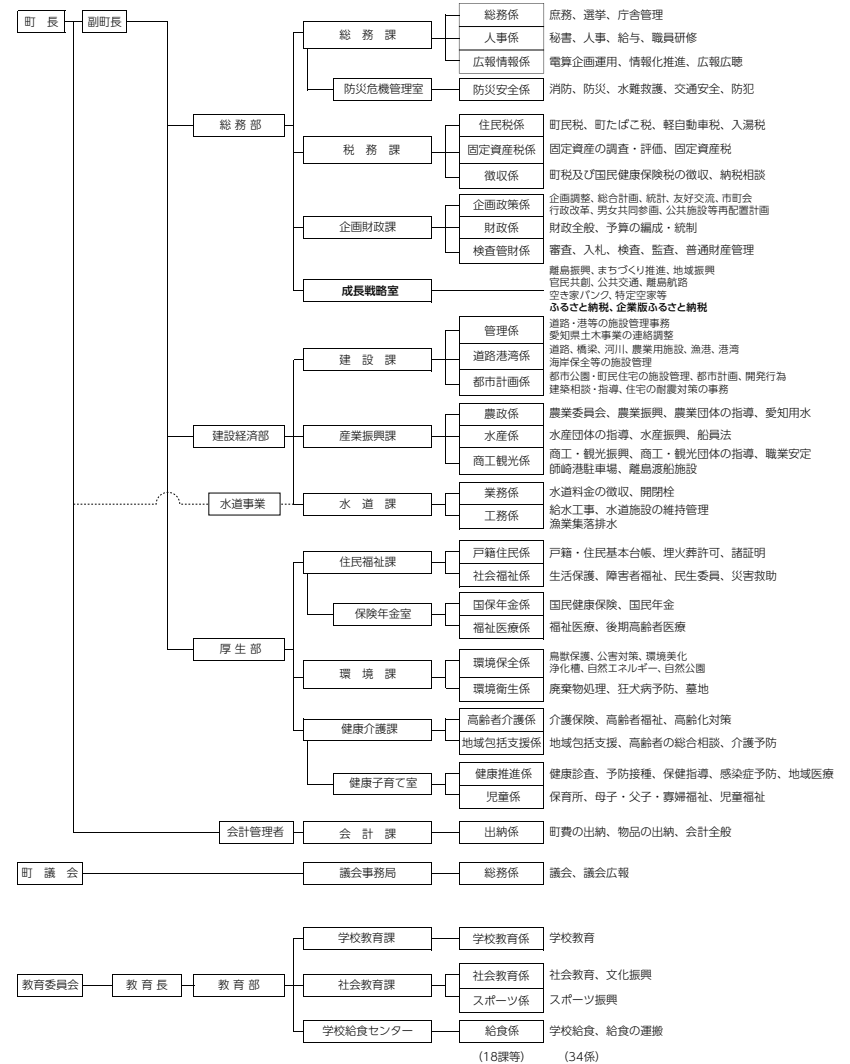 町　長
副町長
総 務 部
総　務　課
総務係
庶務、選挙、庁舎管理
人事係
秘書、人事、給与、職員研修
広報情報係
電算企画運用、情報化推進、広報広聴
防災危機管理室
防災安全係
消防、防災、水難救護、交通安全、防犯
税　務　課
住民税係
町民税、町たばこ税、軽自動車税、入湯税
固定資産税係
固定資産の調査・評価、固定資産税
徴収係
町税及び国民健康保険税の徴収、納税相談
企画財政課
企画政策係
企画調整、総合計画、統計、友好交流、市町会
行政改革、男女共同参画、公共施設等再配置計画
財政係
財政全般、予算の編成・統制
検査管財係
審査、入札、検査、監査、普通財産管理
成長戦略室
離島振興、まちづくり推進、地域振興
官民共創、公共交通、離島航路
空き家バンク、特定空家等
ふるさと納税、企業版ふるさと納税
建設経済部
建　設　課
管理係
道路・港等の施設管理事務
愛知県土木事業の連絡調整
道路港湾係
道路、橋梁、河川、農業用施設、漁港、港湾
海岸保全等の施設管理
都市計画係
都市公園・町民住宅の施設管理、都市計画、開発行為
建築相談・指導、住宅の耐震対策の事務
産業振興課
農政係
農業委員会、農業振興、農業団体の指導、愛知用水
水産係
水産団体の指導、水産振興、船員法
商工観光係
商工・観光振興、商工・観光団体の指導、職業安定
師崎港駐車場、離島渡船施設
水道事業
水　道　課
業務係
水道料金の徴収、開閉栓
工務係
給水工事、水道施設の維持管理
漁業集落排水
厚 生 部
住民福祉課
戸籍住民係
戸籍・住民基本台帳、埋火葬許可、諸証明
社会福祉係
生活保護、障害者福祉、民生委員、災害救助
保険年金室
国保年金係
国民健康保険、国民年金
福祉医療係
福祉医療、後期高齢者医療
環　境　課
環境保全係
鳥獣保護、公害対策、環境美化
浄化槽、自然エネルギー、自然公園
環境衛生係
廃棄物処理、狂犬病予防、墓地
健康介護課
高齢者介護係
介護保険、高齢者福祉、高齢化対策
地域包括支援係
地域包括支援、高齢者の総合相談、介護予防
健康子育て室
健康推進係
健康診査、予防接種、保健指導、感染症予防、地域医療
児童係
保育所、母子・父子・寡婦福祉、児童福祉
会計管理者
会　計　課
出納係
町費の出納、物品の出納、会計全般
町　議　会
議会事務局
総務係
議会、議会広報
教育委員会
教 育 長
教 育 部
学校教育課
学校教育係
学校教育
社会教育課
社会教育係
社会教育、文化振興
スポーツ係
スポーツ振興
学校給食センター
給食係
学校給食、給食の運搬
(18課等)
(34係)